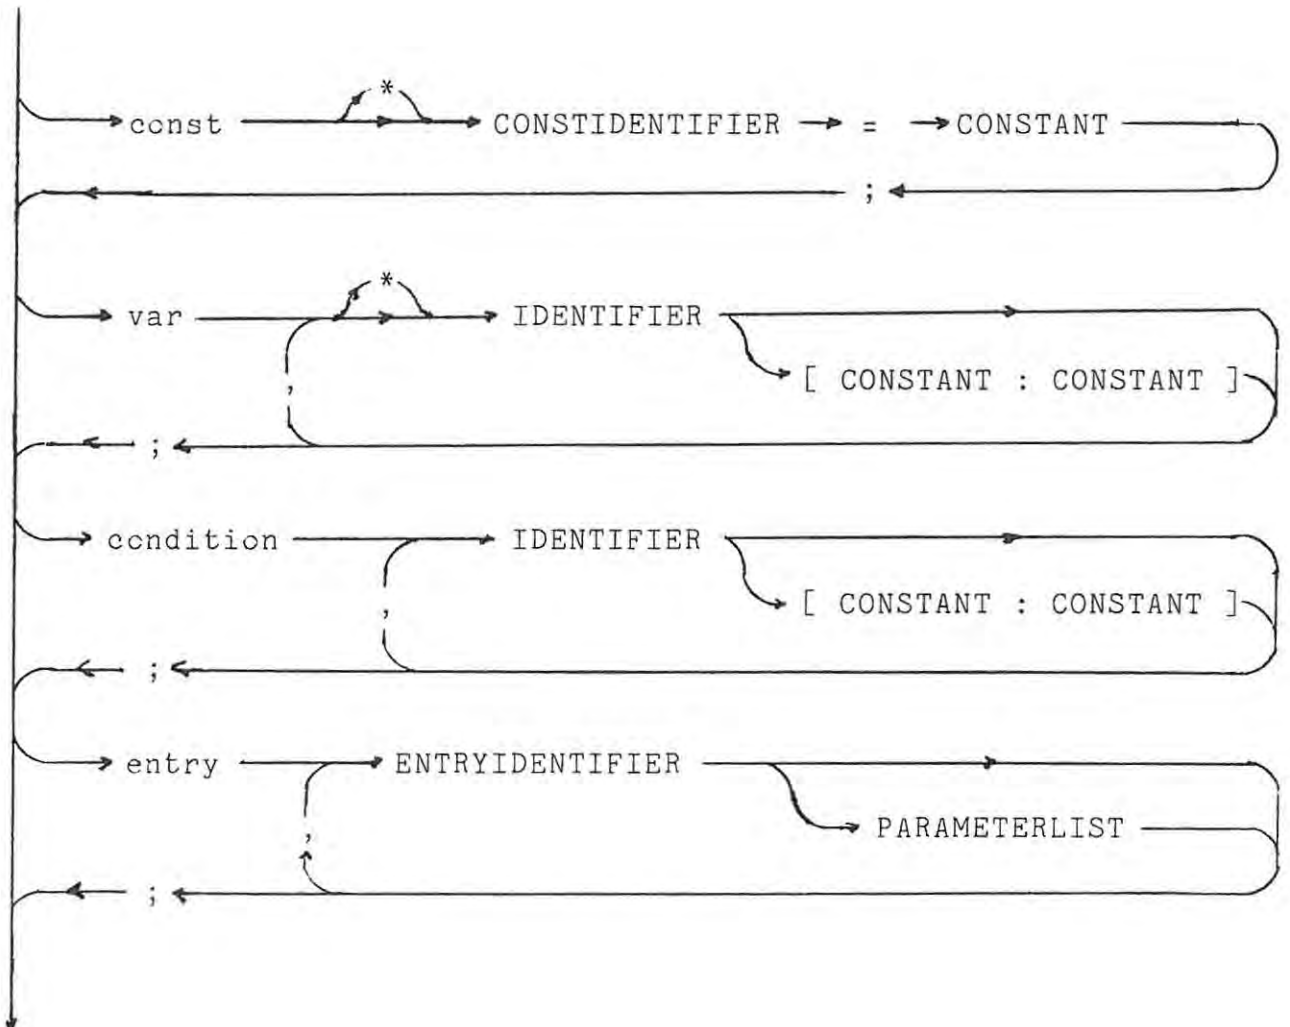 *
const CONSTIDENTIFIER = CONSTANT
;
*
var IDENTIFIER
[ CONSTANT : CONSTANT ]
,
;
condition IDENTIFIER
[ CONSTANT : CONSTANT ]
,
;
entry ENTRYIDENTIFIER
PARAMETERLIST
,
;